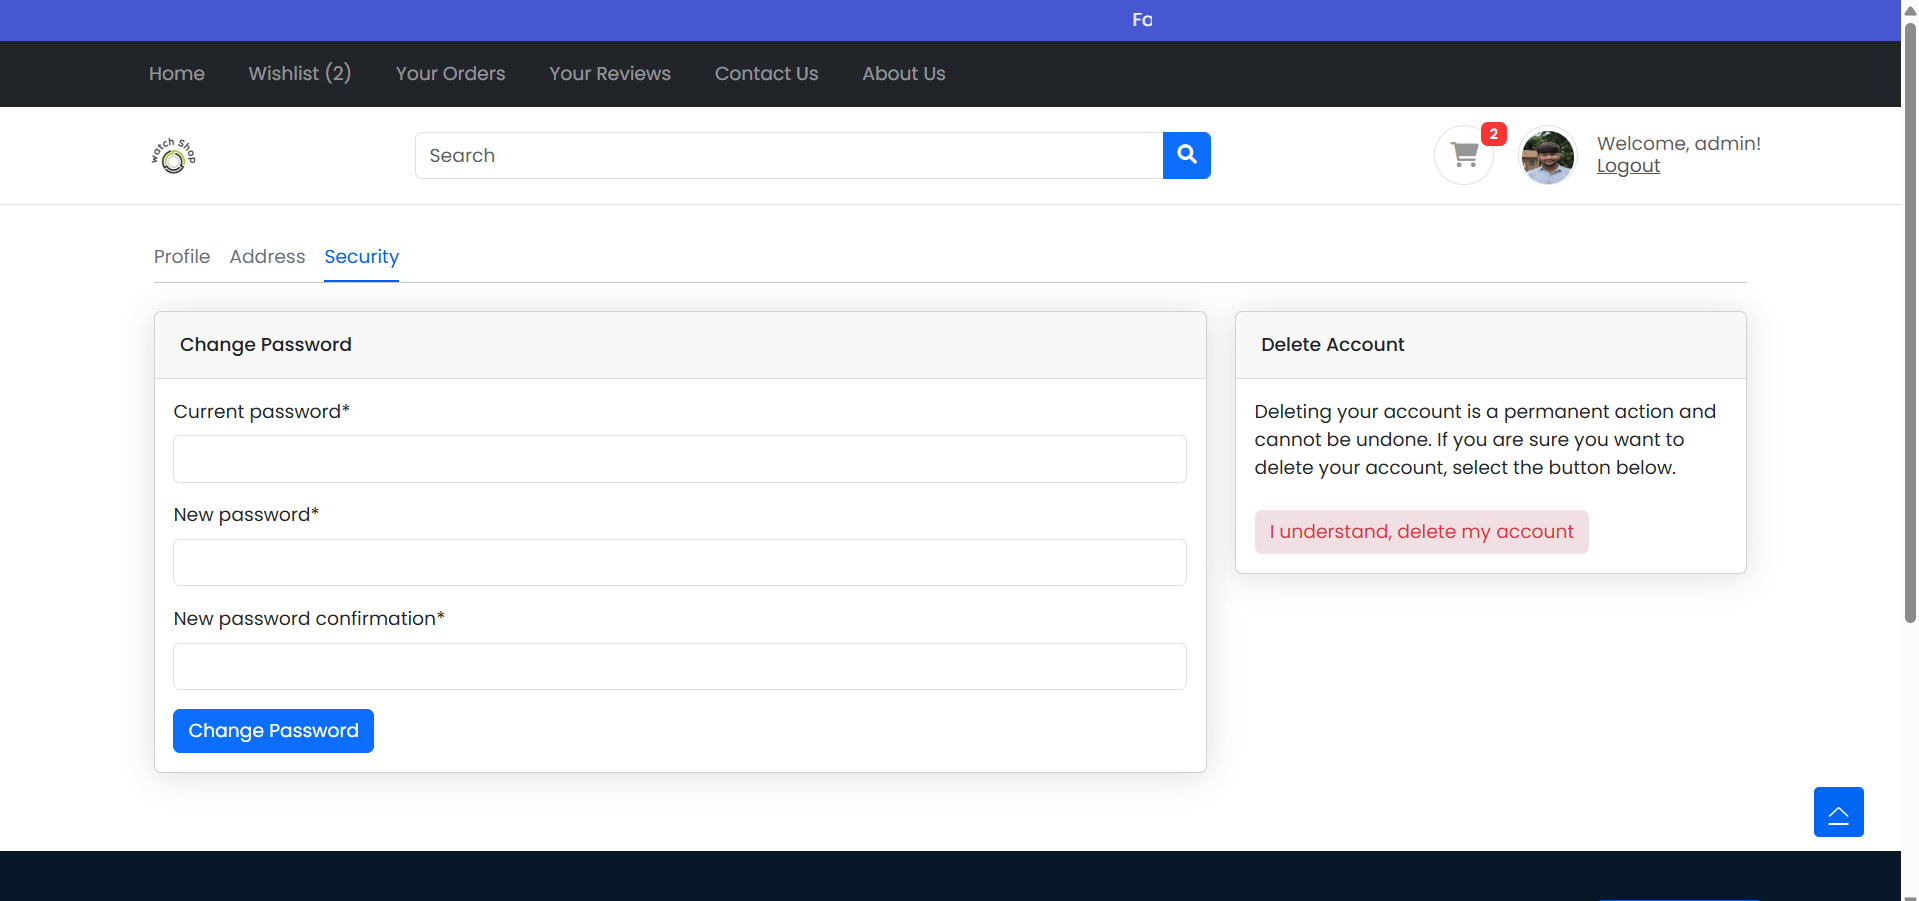 Fo
Home Wishlist (2) Your Orders Your Reviews Contact Us About Us
watch Shop
Search
2
Welcome, admin!
Logout
Profile Address Security
Change Password
Current password*
New password*
New password confirmation*
Change Password
Delete Account
Deleting your account is a permanent action and
cannot be undone. If you are sure you want to
delete your account, select the button below.
I understand, delete my account